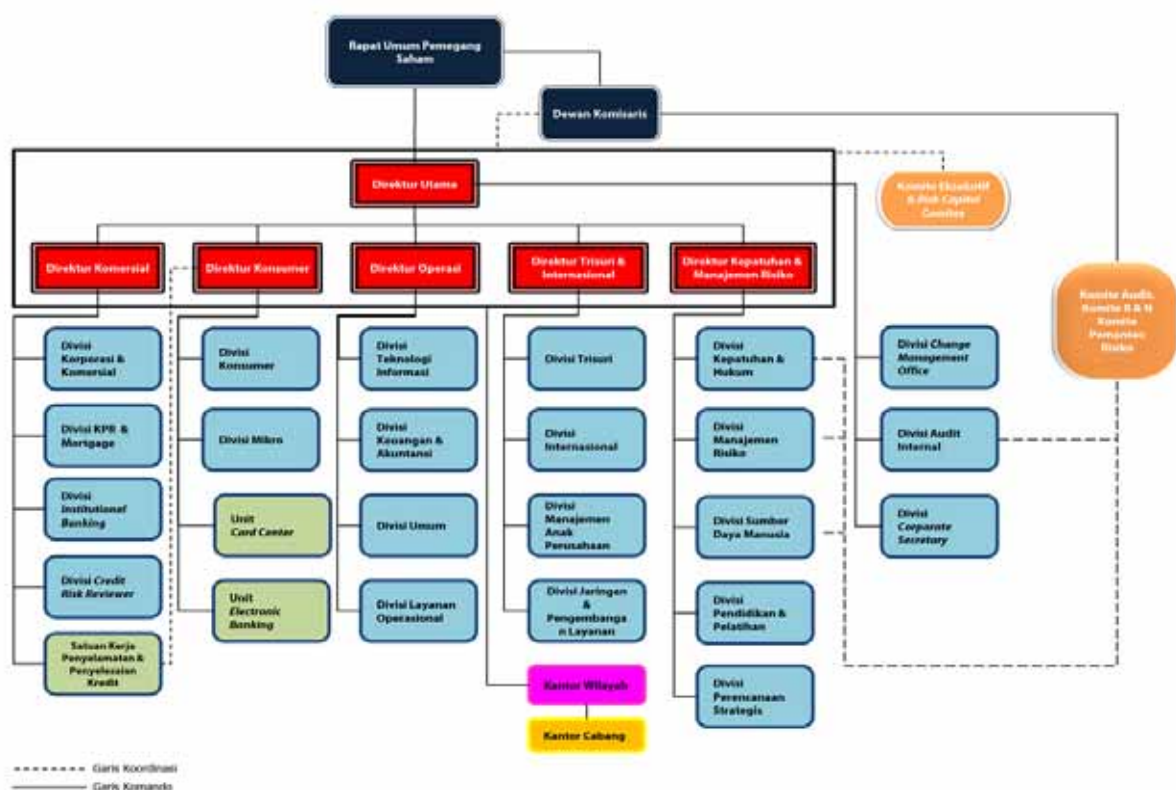 Rapat Umum Pemegang
Saham
Dewan Komisaris
Direktur Utama
Komite Eksekutif
& Risk Capital
Direktur Komersial
Direktur Konsumer
Direktur Operasi
Direktur Trisuri &
Internasional
Direktur Kepatuhan &
Manajemen Risiko
Komite Audit,
Komite R & N
Komite
Pemantau
Risiko
Divisi
Korporasi &
Komersial
Divisi
Konsumer
Divisi
Teknologi
Informasi
Divisi Trisuri
Divisi
Kepatuhan &
Hukum
Divisi Change
Management
Office
Divisi KPR &
Mortgage
Divisi Mikro
Divisi
Keuangan &
Akuntansi
Divisi
Internasional
Divisi
Manajemen
Risiko
Divisi Audit
Internal
Divisi
Institutional
Banking
Unit
Card Center
Divisi Umum
Divisi
Manajemen
Anak
Perusahaan
Divisi Sumber
Daya Manusia
Divisi
Corporate
Secretary
Divisi Credit
Risk Reviewer
Unit
Electronic
Banking
Divisi Layanan
Operasional
Divisi Jaringan
&
Pengembanga
n Layanan
Divisi
Pendidikan &
Pelatihan
Satuan Kerja
Penyelamatan &
Penyelesaian
Kredit
Kantor Wilayah
Divisi
Perencanaan
Strategis
Kantor Cabang
Garis Koordinasi
Garis Komando